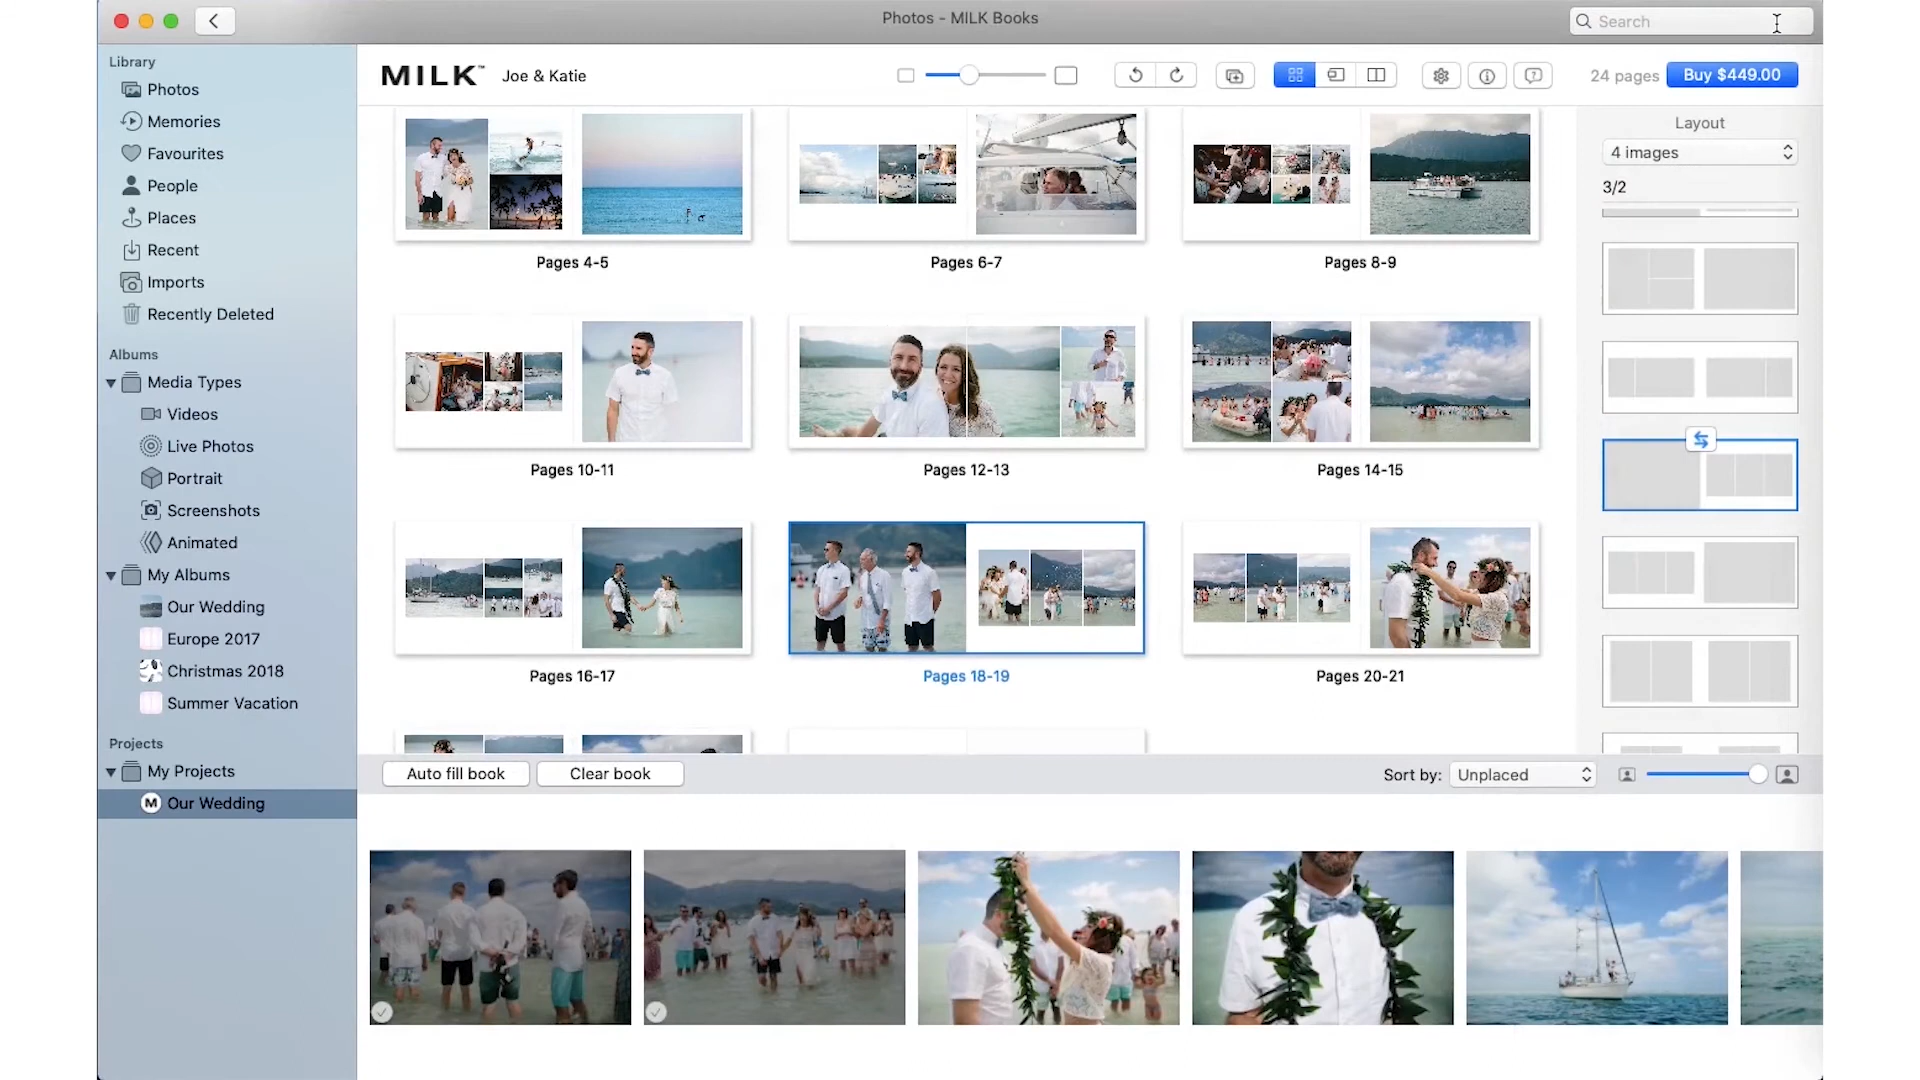 Photos - MILK Books
Search
Library
Photos
Memories
Favourites
People
Places
Recent
Imports
Recently Deleted
Albums
Media Types
Videos
Live Photos
Portrait
Screenshots
Animated
My Albums
Our Wedding
Europe 2017
Christmas 2018
Summer Vacation
Projects
My Projects
M Our Wedding
MILK™ Joe & Katie
24 pages Buy $449.00
Pages 4-5 Pages 6-7 Pages 8-9
Pages 10-11 Pages 12-13 Pages 14-15
Pages 16-17 Pages 18-19 Pages 20-21
Layout
4 images
3/2
Auto fill book Clear book Sort by: Unplaced